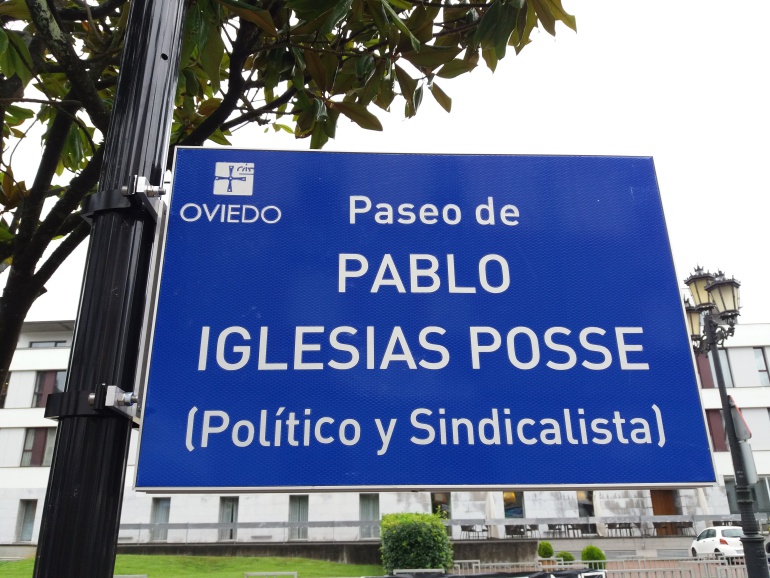 OVIEDO
Paseo de
PABLO
IGLESIAS POSSE
(Político y Sindicalista)